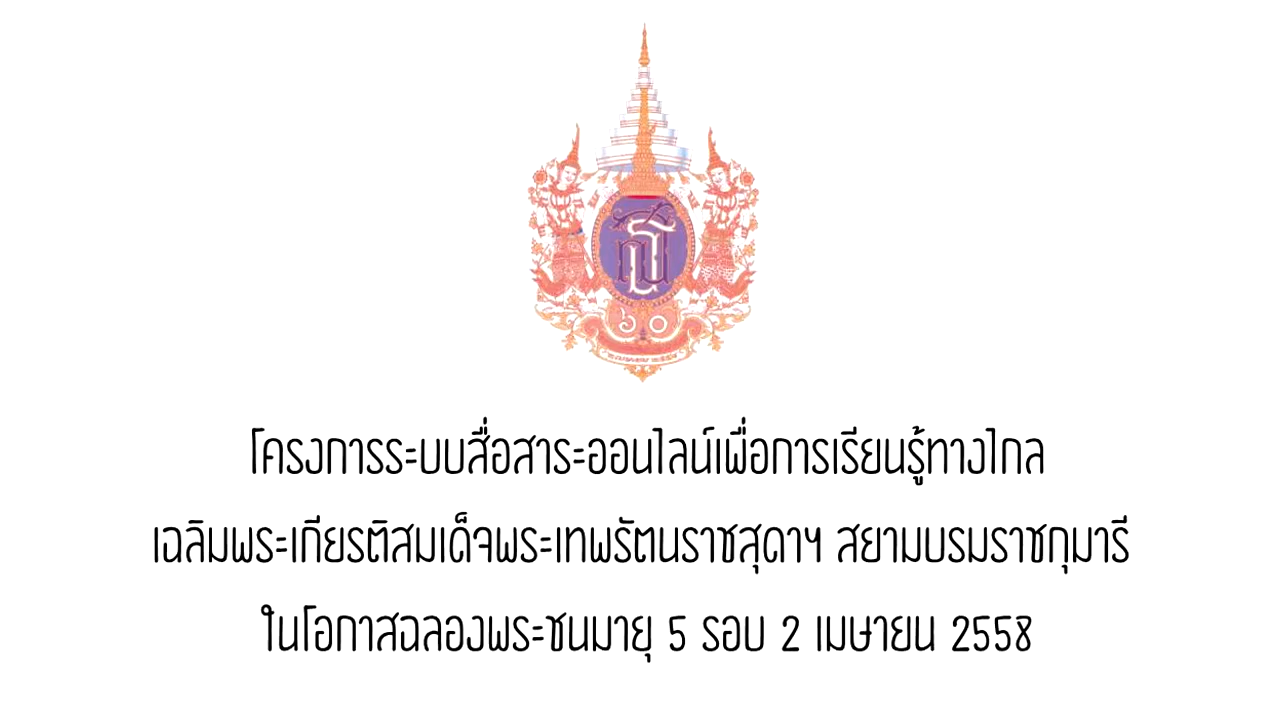 ๖๐
โครงการระบบสื่อสาระออนไลน์เพื่อการเรียนรู้ทางไกล
เฉลิมพระเกียรติสมเด็จพระเทพรัตนราชสุดาฯ สยามบรมราชกุมารี
ในโอกาสฉลองพระชนมายุ 5 รอบ 2 เมษายน 2558